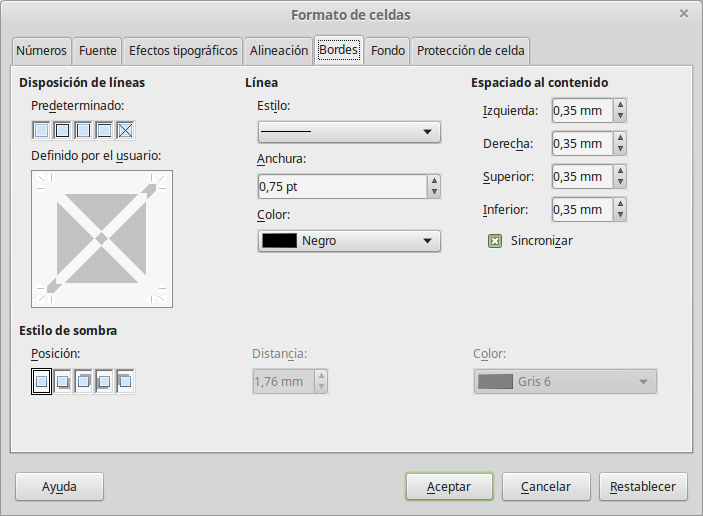 Formato de celdas
Números Fuente Efectos tipográficos Alineación Bordes Fondo Protección de celda
Disposición de líneas
Predeterminado:
Definido por el usuario:
Línea
Estilo:
Anchura:
0,75 pt
Color:
Negro
Espaciado al contenido
Izquierda: 0,35 mm
Derecha: 0,35 mm
Superior: 0,35 mm
Inferior: 0,35 mm
Sincronizar
Estilo de sombra
Posición:
Distancia:
1,76 mm
Color:
Gris 6
Ayuda Aceptar Cancelar Restablecer